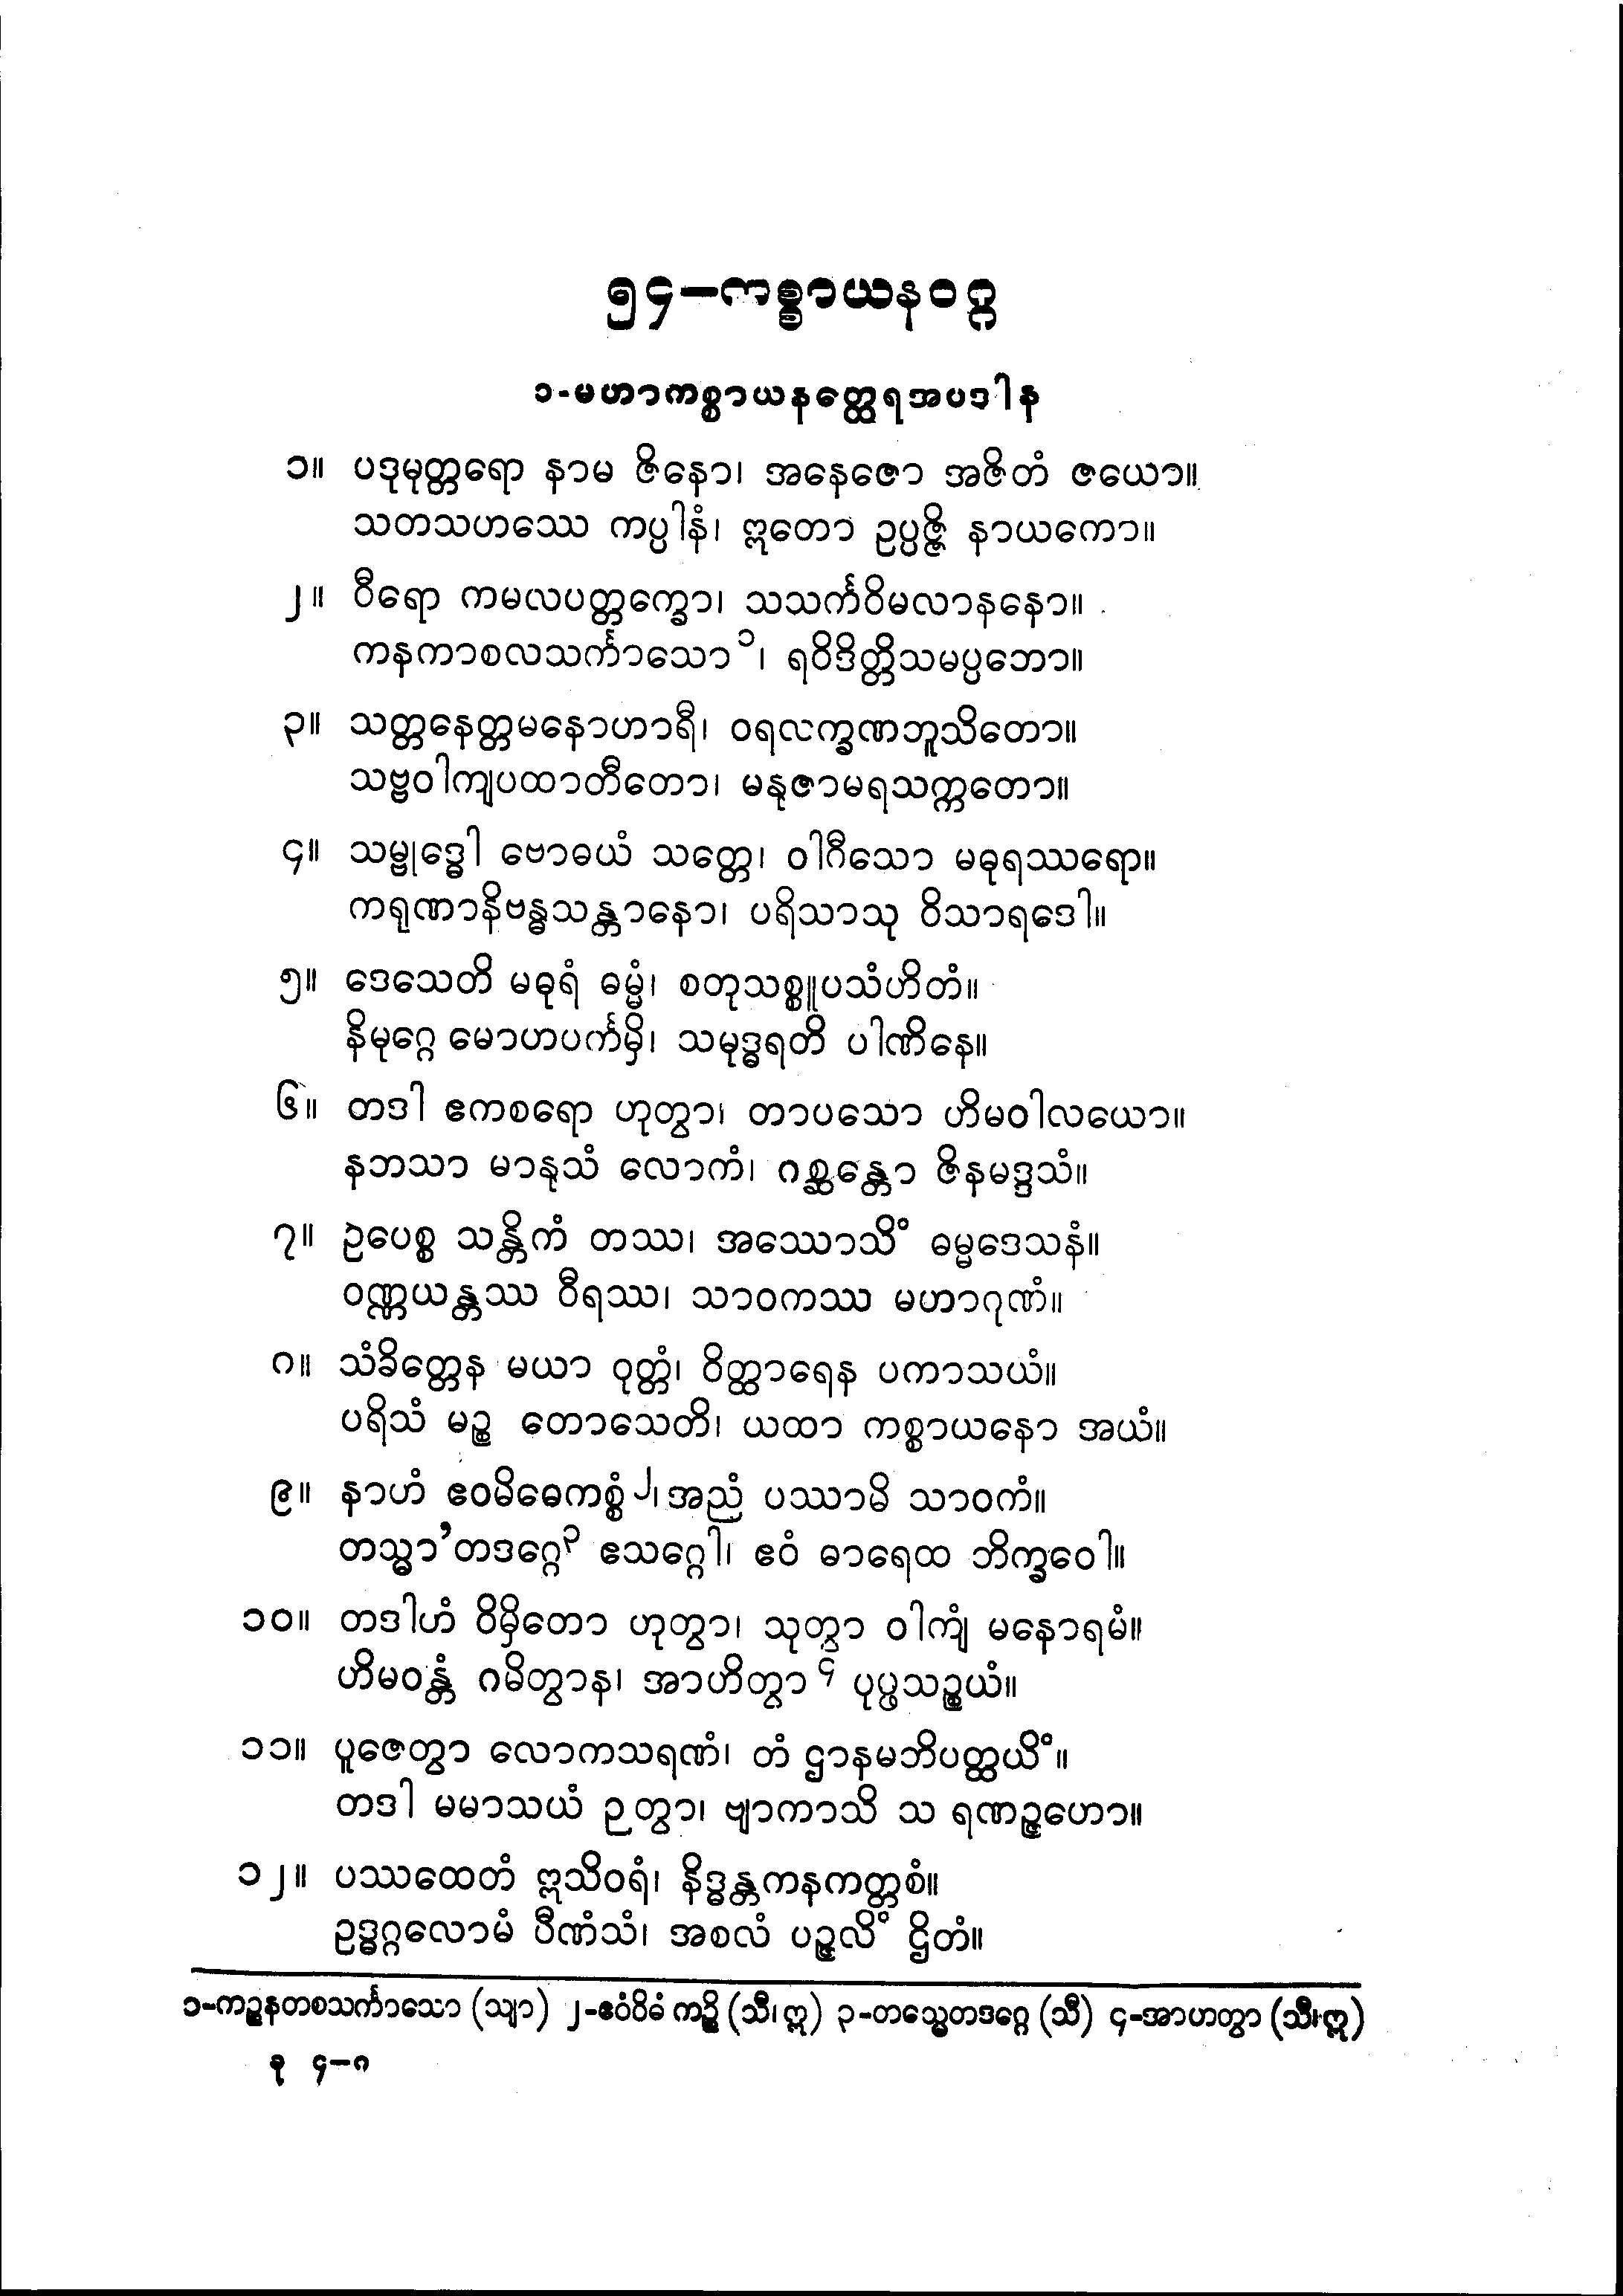 ၅၄-ကစ္စာယနဝဂ္ဂ
၁-မဟာကစ္စာယနတ္ထေရအပဒါန
၁။ ပဒုမုတ္တရော နာမ ဇိနော၊ အနေဇော အဇိတံ ဇယော။
သတသဟဿေ ကပ္ပါနံ၊ ဣတော ဥပ္ပဇ္ဇိ နာယကော။
၂။ ဝီရော ကမလပတ္တက္ခော၊ သသင်္ကဝိမလာနနော။
ကနကာစလသင်္ကာသော၁၊ ရဝိဒိတ္တိသမပ္ပဘော။
၃။ သတ္တနေတ္တမနောဟာရီ၊ ဝရလက္ခဏဘူသိတော။
သဗ္ဗဝါကျပထာတီတော၊ မနုဇာမရသက္ကတော။
၄။ သမ္ဗုဒ္ဓေါ ဗောဓယံ သတ္တေ၊ ဝါဂီသော မဓုရဿရော။
ကရုဏာနိဗန္ဓသန္တာနော၊ ပရိသာသု ဝိသာရဒေါ။
၅။ ဒေသေတိ မဓုရံ ဓမ္မံ၊ စတုသစ္စူပသံဟိတံ။
နိမုဂ္ဂေ မောဟပင်္ကမှိ၊ သမုဒ္ဓရတိ ပါဏိနေ။
၆။ တဒါ ဧကစရော ဟုတွာ၊ တာပသော ဟိမဝါလယော။
နဘသာ မာနုသံ လောကံ၊ ဂစ္ဆန္တော ဇိနမဒ္ဒသံ။
၇။ ဥပေစ္စ သန္တိကံ တဿ၊ အဿောသိံ ဓမ္မဒေသနံ။
ဝဏ္ဏယန္တဿ ဝီရဿ၊ သာဝကဿ မဟာဂုဏံ။
၈။ သံခိတ္တေန မယာ ဝုတ္တံ၊ ဝိတ္ထာရေန ပကာသယံ။
ပရိသံ မဉ္စ တောသေတိ၊ ယထာ ကစ္စာယနော အယံ။
၉။ နာဟံ ဧဝမိဓေကစ္စံ၂၊ အညံ ပဿာမိ သာဝကံ။
တသ္မာ’တဒဂ္ဂေ၃ ဧသဂ္ဂေါ၊ ဧဝံ ဓာရေထ ဘိက္ခဝေါ။
၁၀။ တဒါဟံ ဝိမှိတော ဟုတွာ၊ သုတွာ ဝါကျံ မနောရမံ။
ဟိမဝန္တံ ဂမိတွာန၊ အာဟိတွာ၄ ပုပ္ဖသဉ္စယံ။
၁၁။ ပူဇေတွာ လောကသရဏံ၊ တံ ဌာနမဘိပတ္ထယိံ။
တဒါ မမာသယံ ဉတွာ၊ ဗျာကာသိ သ ရဏဉ္ဇဟော။
၁၂။ ပဿထေတံ ဣသိဝရံ၊ နိဒ္ဓန္တကနကတ္တစံ။
ဥဒ္ဓဂ္ဂလောမံ ပီဏံသံ၊ အစလံ ပဉ္ဇလိံ ဌိတံ။
၁-ကဉ္စနတစသင်္ကာသော (သျာ) ၂-ဧဝံဝိဓံ ကဉ္စိ (သီ၊ ဣ) ၃-တသ္မေတဒဂ္ဂေ (သီ) ၄-အာဟတွာ (သီ၊ ဣ)
နု ၄-၈